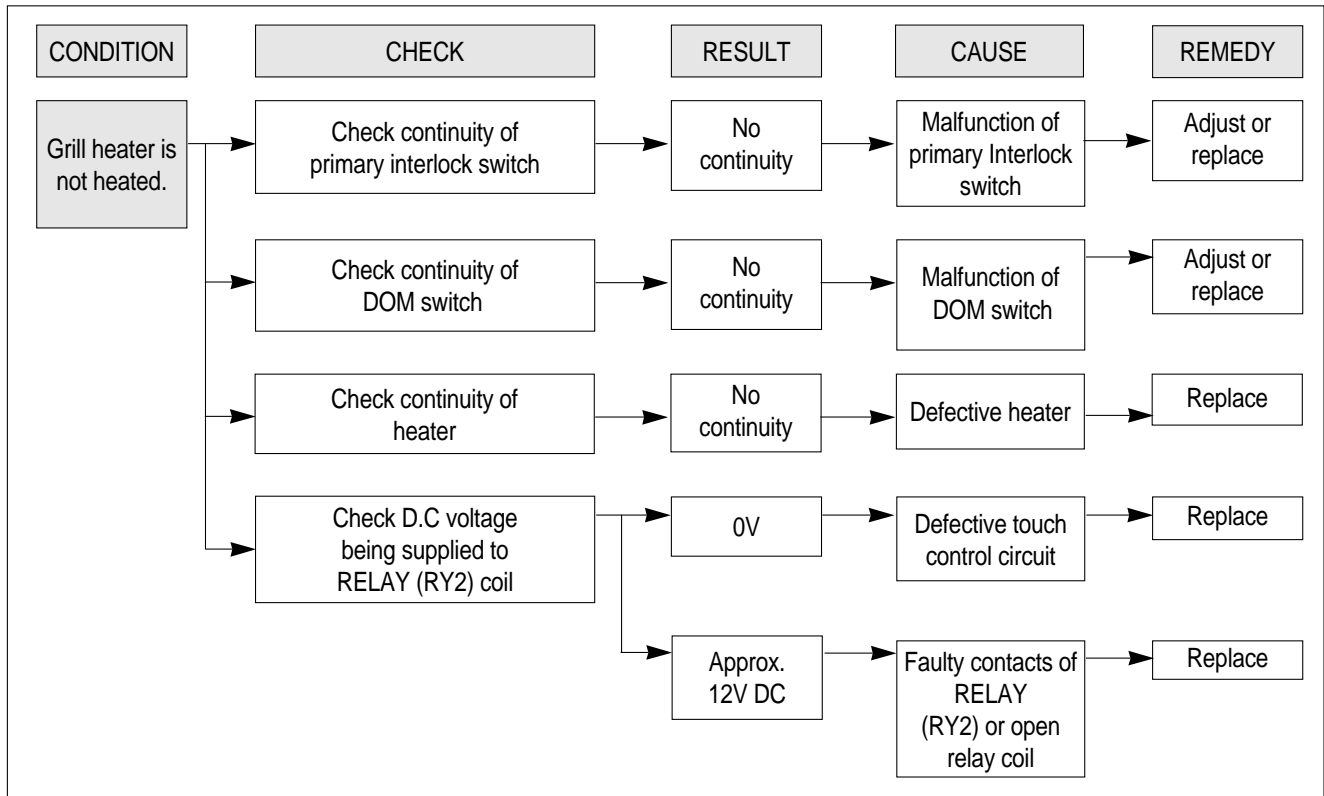 CONDITION
CHECK
RESULT
CAUSE
REMEDY
Grill heater is
not heated.
Check continuity of
primary interlock switch
No
continuity
Malfunction of
primary Interlock
switch
Adjust or
replace
Check continuity of
DOM switch
No
continuity
Malfunction of
DOM switch
Adjust or
replace
Check continuity of
heater
No
continuity
Defective heater
Replace
Check D.C voltage
being supplied to
RELAY (RY2) coil
0V
Defective touch
control circuit
Replace
Approx.
12V DC
Faulty contacts of
RELAY
(RY2) or open
relay coil
Replace